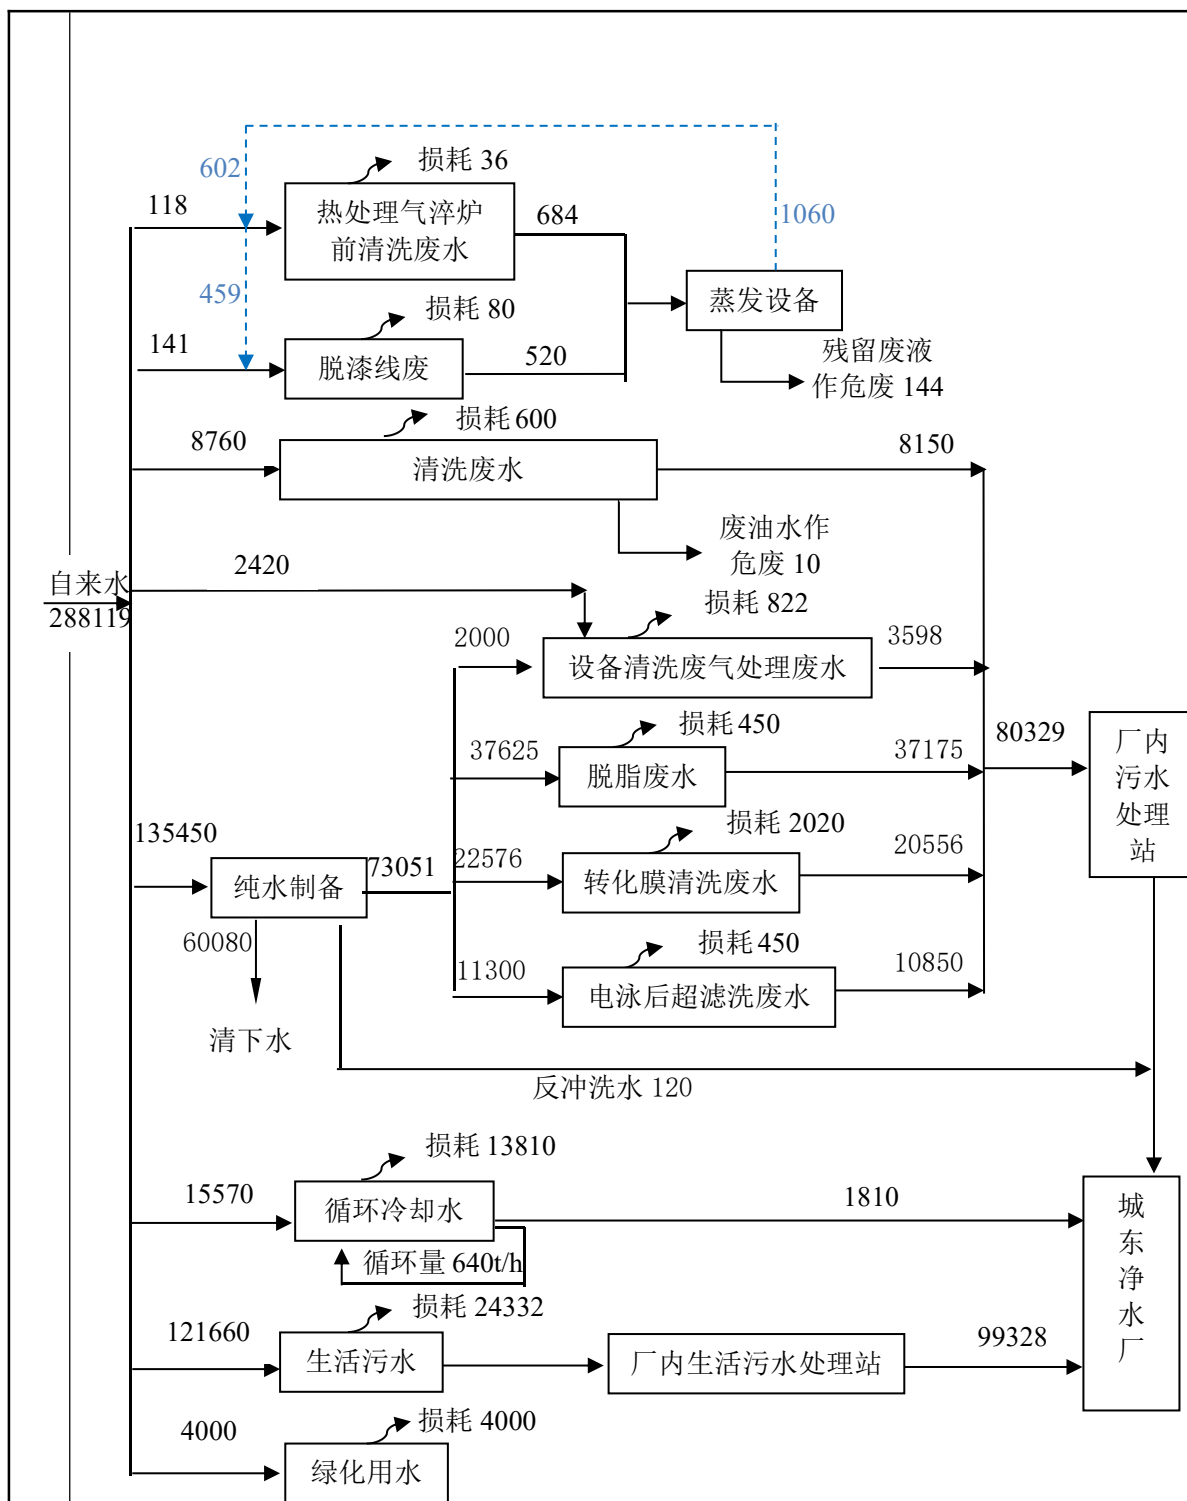 损耗 36
602
118
热处理气淬炉
前清洗废水
684
1060
459
蒸发设备
损耗 80
141
脱漆线废
520
残留废液
作危废 144
损耗 600
8760
清洗废水
8150
废油水作
危废 10
自来水
288119
2420
损耗 822
2000
设备清洗废气处理废水
3598
损耗 450
37625
脱脂废水
37175
80329
厂内
污水
处理
站
135450
纯水制备
73051
损耗 2020
22576
转化膜清洗废水
20556
60080
清下水
损耗 450
11300
电泳后超滤洗废水
10850
反冲洗水 120
损耗 13810
15570
循环冷却水
1810
循环量 640t/h
城
东
净
水
厂
损耗 24332
121660
生活污水
厂内生活污水处理站
99328
损耗 4000
4000
绿化用水